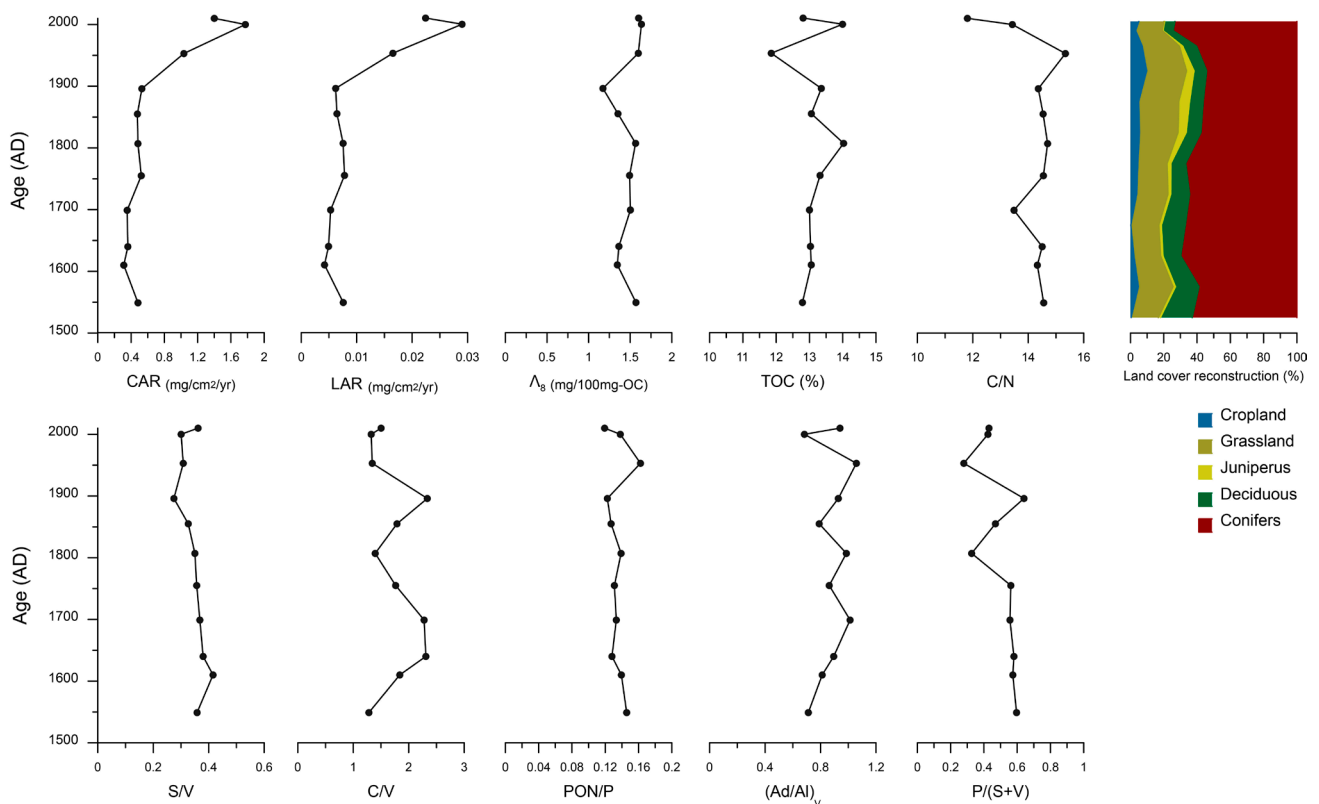 2000
1900
1800
1700
1600
1500
Age (AD)
0 0.4 0.8 1.2 1.6 2
CAR (mg/cm2/yr)
0 0.01 0.02 0.03
LAR (mg/cm2/yr)
0 0.5 1 1.5 2
Λ8 (mg/100mg-OC)
10 11 12 13 14 15
TOC (%)
10 12 14 16
C/N
0 20 40 60 80 100
Land cover reconstruction (%)
Cropland
Grassland
Juniperus
Deciduous
Conifers
2000
1900
1800
1700
1600
1500
Age (AD)
0 0.2 0.4 0.6
S/V
0 1 2 3
C/V
0 0.04 0.08 0.12 0.16 0.2
PON/P
0 0.4 0.8 1.2
(Ad/Al)V
0 0.2 0.4 0.6 0.8 1
P/(S+V)